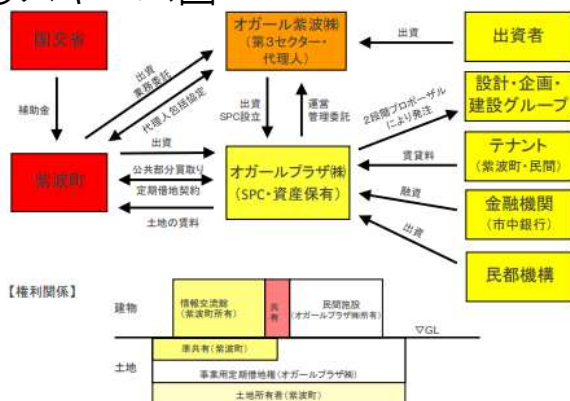 国交省
オガール紫波㈱
(第3セクター・
代理人)
出資
出資者
補助金
出資
業務委託
代理人包括協定
出資
SPC設立
運営
管理委託
2段階プロポーザル
により発注
設計・企画・
建設グループ
紫波町
出資
公共部分買取り
定期借地契約
土地の賃料
オガールプラザ㈱
(SPC・資産保有)
賃貸料
テナント
(紫波町・民間)
融資
金融機関
(市中銀行)
出資
民都機構
【権利関係】
建物
情報交流館
(紫波町所有)
共有
民間施設
(オガールプラザ㈱所有)
▽GL
土地
準共有(紫波町)
事業用定期借地権(オガールプラザ㈱)
土地所有者(紫波町)